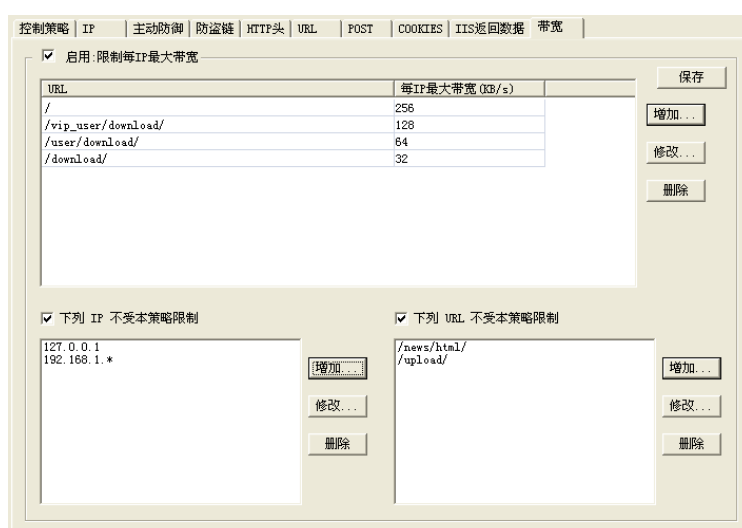 控制策略 IP 主动防御 防盗链 HTTP头 URL POST COOKIES IIS返回数据 带宽
启用:限制每IP最大带宽
保存
URL 每IP最大带宽(KB/s)
/ 256
增加...
/vip_user/download/ 128
/user/download/ 64
修改...
/download/ 32
删除
下列 IP 不受本策略限制 下列 URL 不受本策略限制
127.0.0.1 /news/html/
192.168.1.* /upload/
增加... 增加...
修改... 修改...
删除 删除